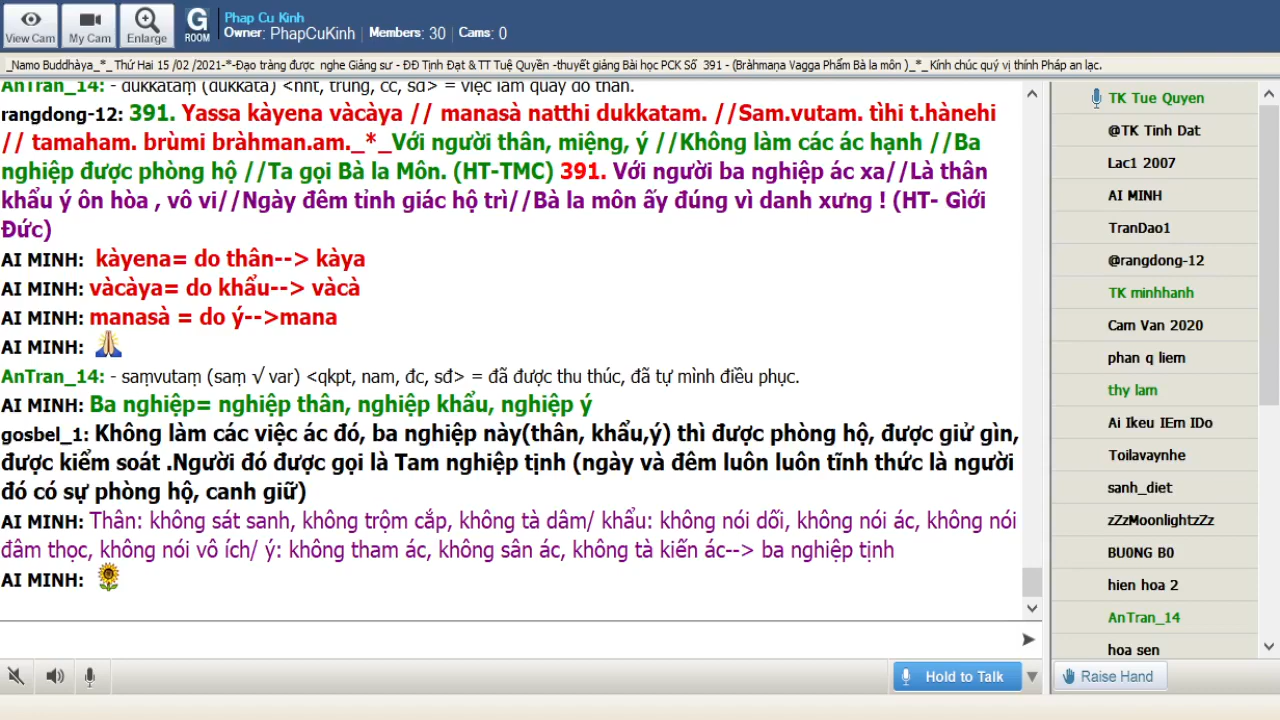 View Cam
My Cam
Enlarge
G
ROOM
Phap Cu Kinh
Owner: PhapCuKinh | Members: 30 | Cams: 0
_Namo Buddhàya_*_ Thứ Hai 15 /02 /2021-*-Đạo tràng được nghe Giảng sư - ĐĐ Tịnh Đạt & TT Tuệ Quyền -thuyết giảng Bài học PCK Số 391 - (Bràhmaṇa Vagga Phẩm Bà la môn )_*_ Kính chúc quý vị thính Pháp an lạc.
AnTran_14: - dukkataṃ (dukkata) <nnt, trung, cc, sđ> = việc làm quấy do thân.
rangdong-12: 391. Yassa kàyena vàcàya // manasà natthi dukkatam. //Sam.vutam. tìhi t.hànehi
// tamaham. brùmi bràhman.am._*_Với người thân, miệng, ý //Không làm các ác hạnh //Ba
nghiệp được phòng hộ //Ta gọi Bà la Môn. (HT-TMC) 391. Với người ba nghiệp ác xa//Là thân
khẩu ý ôn hòa , vô vi//Ngày đêm tỉnh giác hộ trì//Bà la môn ấy đúng vì danh xưng ! (HT- Giới
Đức)
AI MINH: kàyena= do thân--> kàya
AI MINH: vàcàya= do khẩu--> vàcà
AI MINH: manasà = do ý-->mana
AI MINH:
AnTran_14: - saṃvutaṃ (saṃ √ var) <qkpt, nam, đc, sđ> = đã được thu thúc, đã tự mình điều phục.
AI MINH: Ba nghiệp= nghiệp thân, nghiệp khẩu, nghiệp ý
gosbel_1: Không làm các việc ác đó, ba nghiệp này(thân, khẩu,ý) thì được phòng hộ, được giử gìn,
được kiểm soát .Người đó được gọi là Tam nghiệp tịnh (ngày và đêm luôn luôn tĩnh thức là người
đó có sự phòng hộ, canh giữ)
AI MINH: Thân: không sát sanh, không trộm cắp, không tà dâm/ khẩu: không nói dối, không nói ác, không nói
đâm thọc, không nói vô ích/ ý: không tham ác, không sân ác, không tà kiến ác--> ba nghiệp tịnh
AI MINH:
TK Tue Quyen
@TK Tinh Dat
Lac1 2007
AI MINH
TranDao1
@rangdong-12
TK minhhanh
Cam Van 2020
phan q liem
thy lam
Ai Ikeu IEm IDo
Toilavaynhe
sanh_diet
zZzMoonlightzZz
BU0NG B0
hien hoa 2
AnTran_14
hoa sen
Hold to Talk
Raise Hand